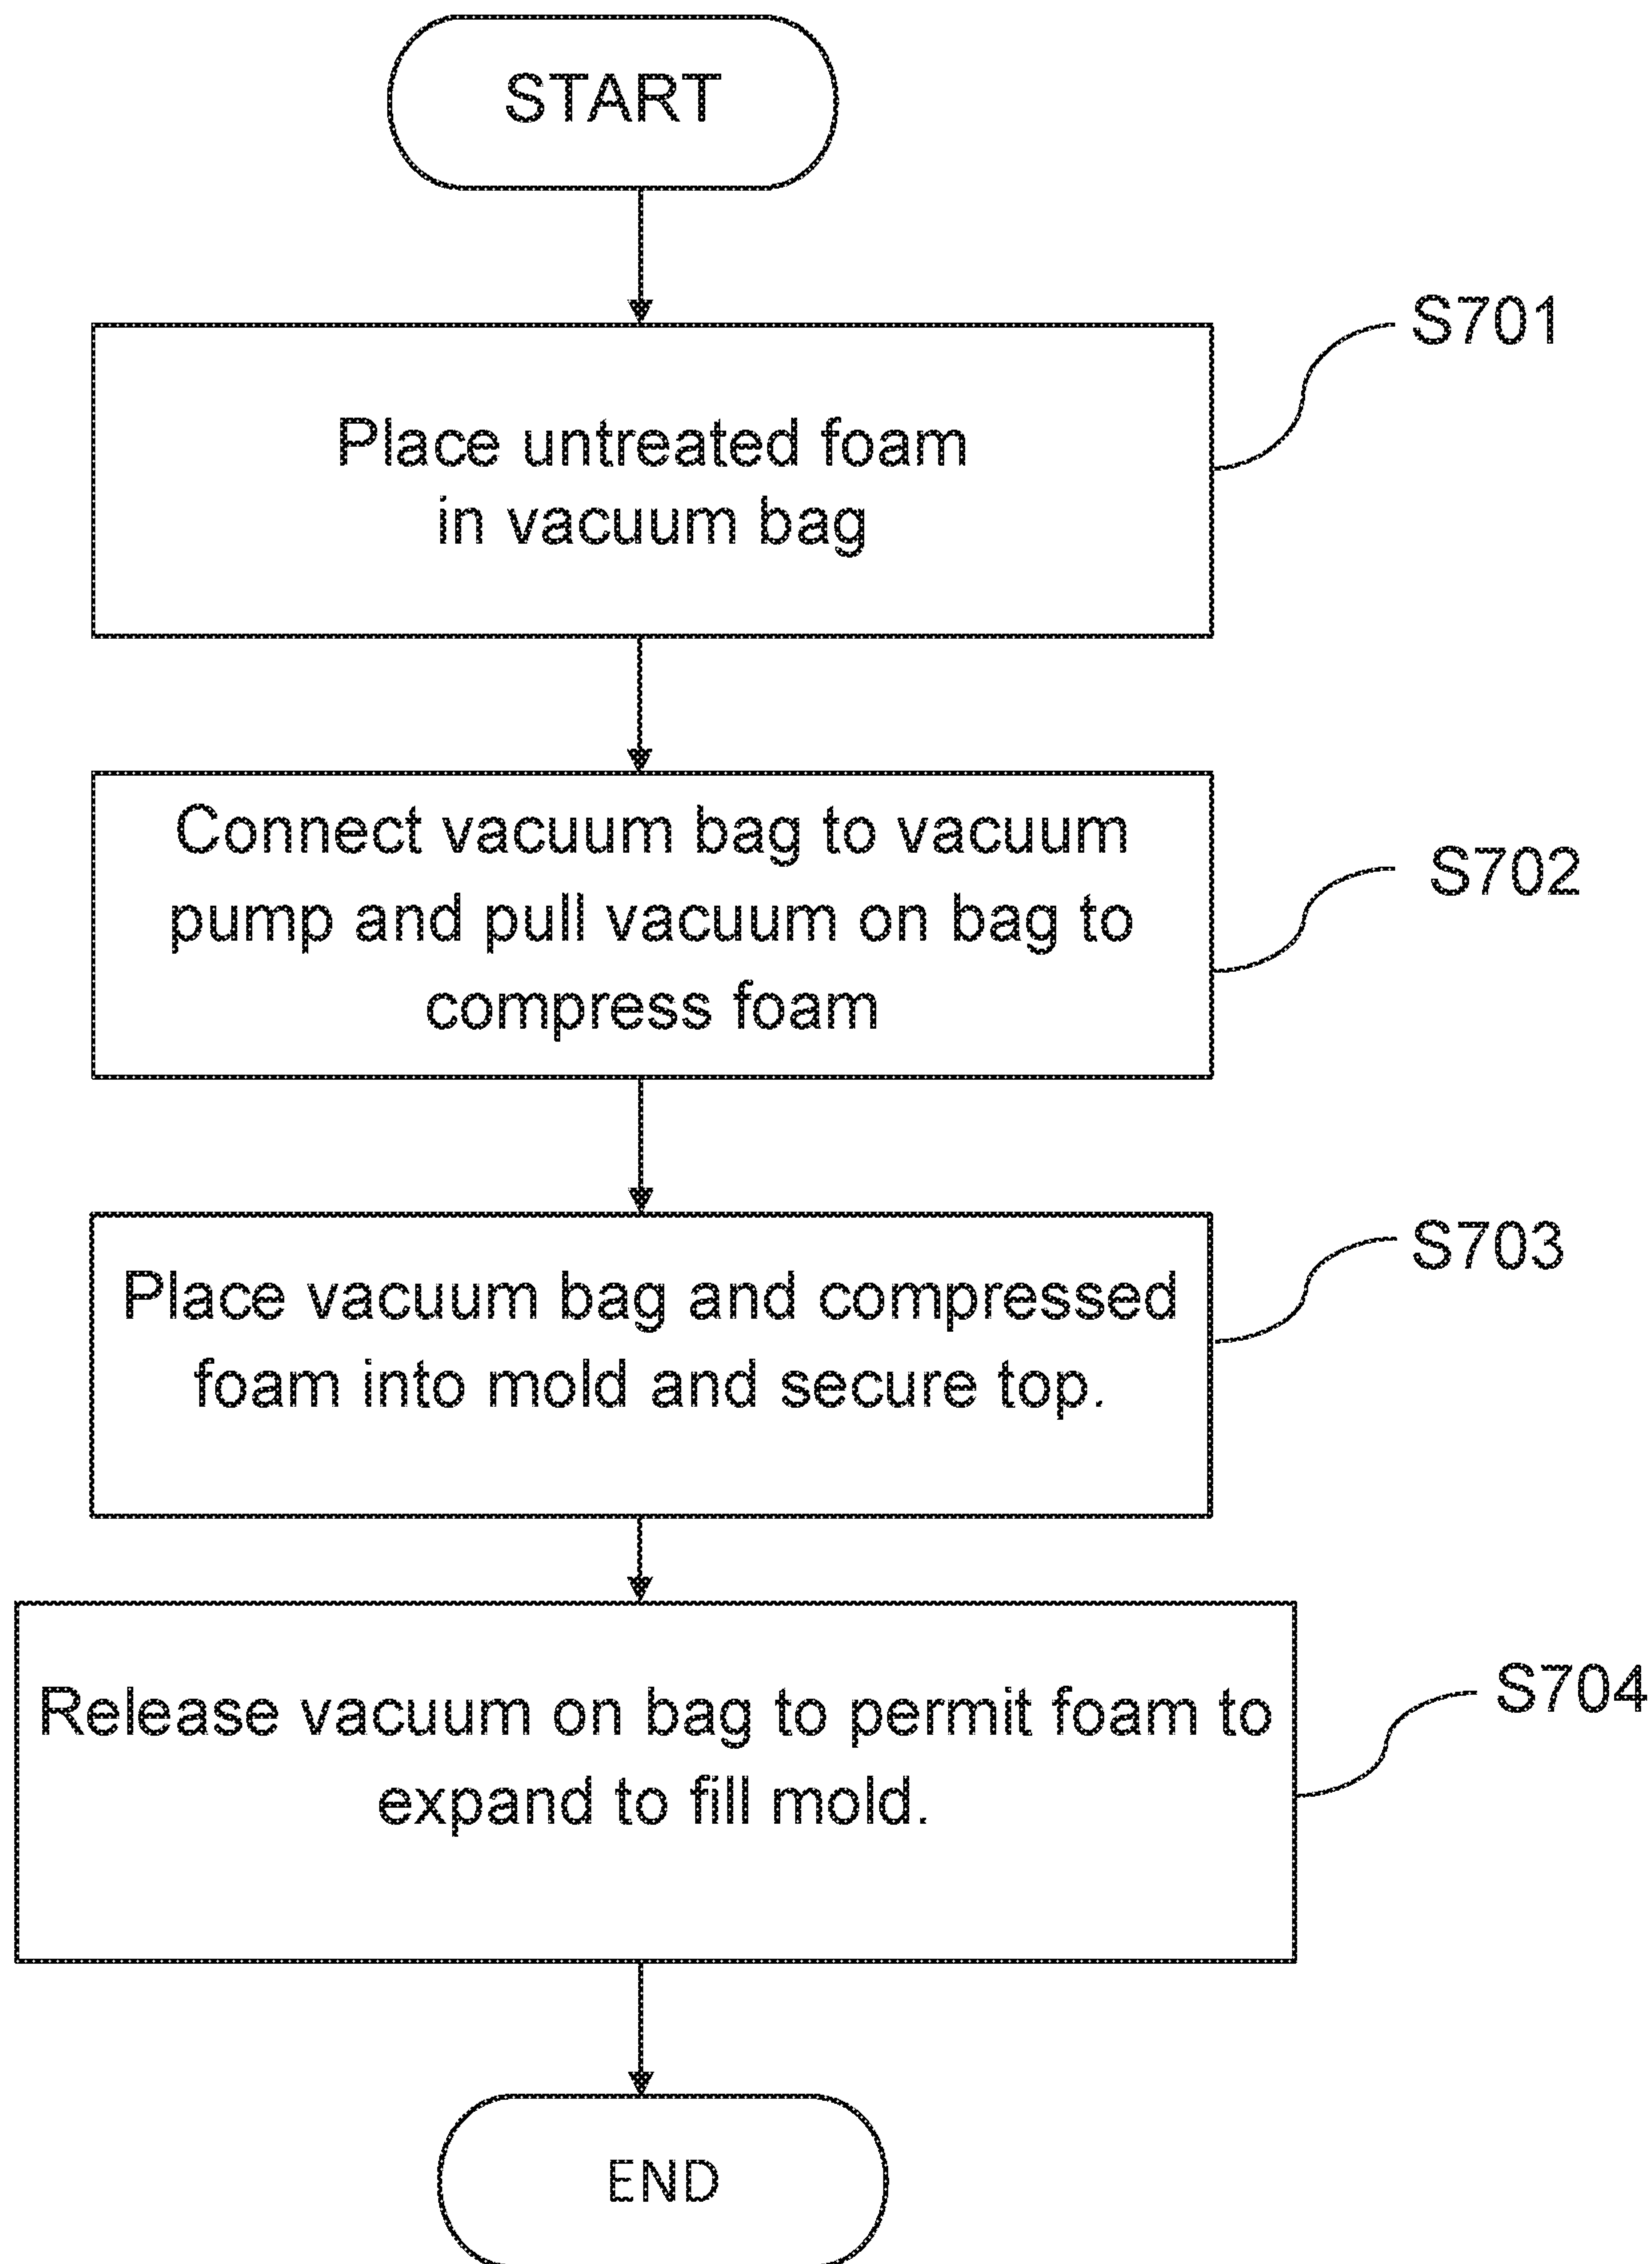 START
S701
Place untreated foam
in vacuum bag
Connect vacuum bag to vacuum
S702
pump and pull vacuum on bag to
compress foam
S703
Place vacuum bag and compressed
foam into mold and secure top.
S704
Release vacuum on bag to permit foam to
expand to fill mold.
END